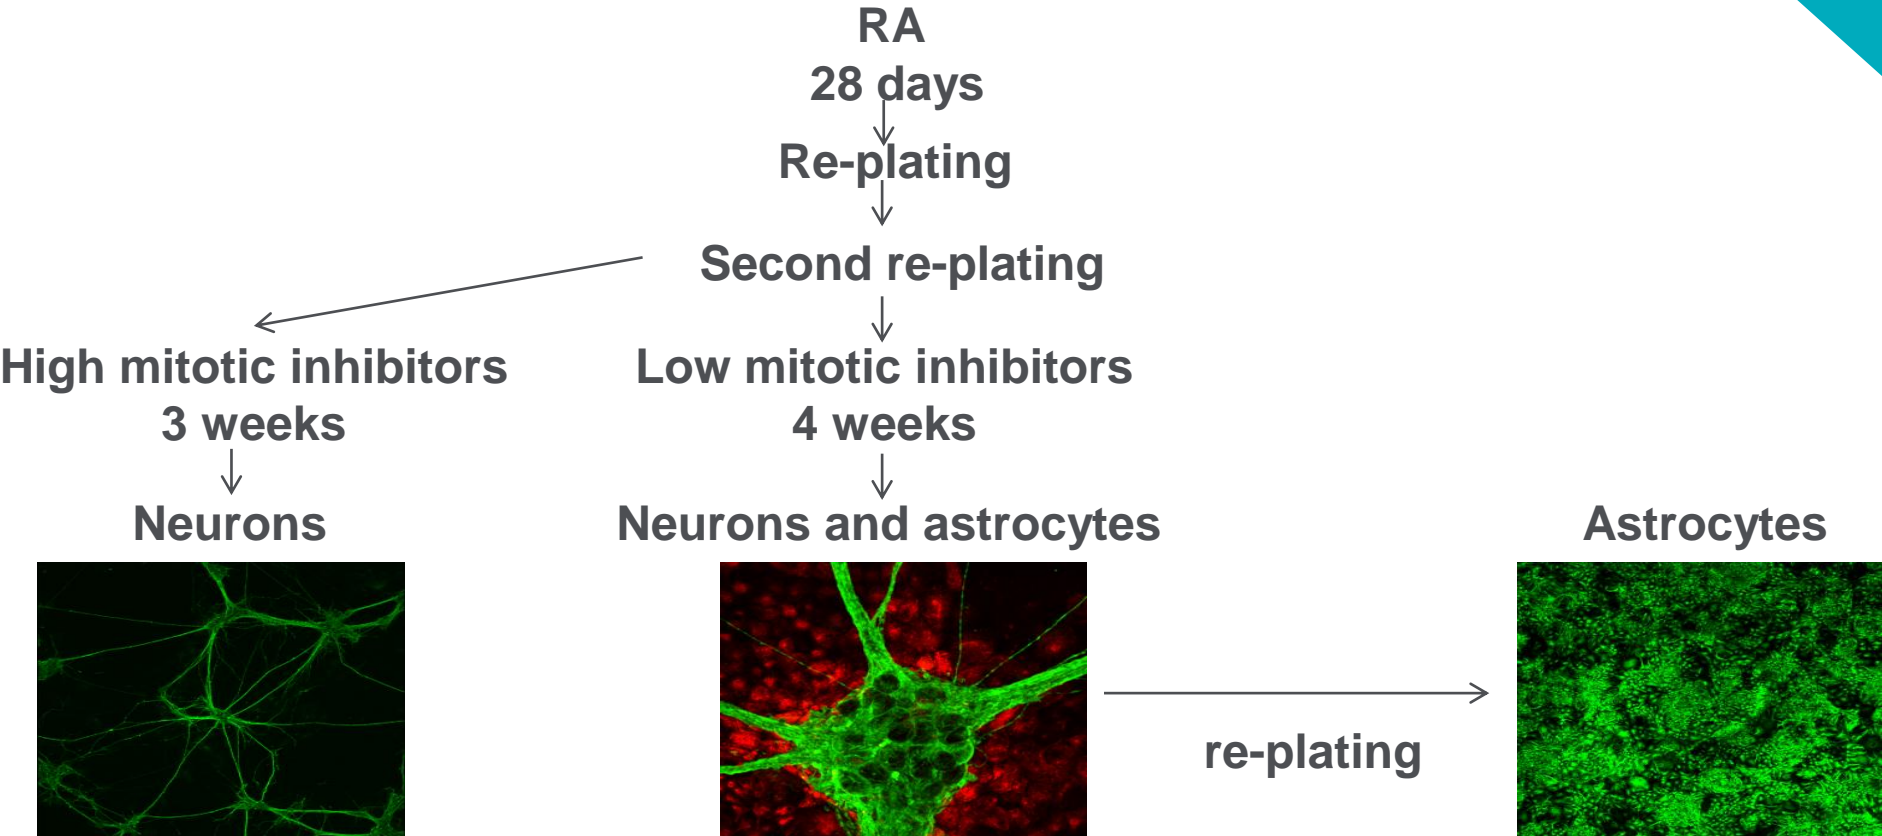 RA
28 days
Re-plating
Second re-plating
High mitotic inhibitors
3 weeks
Low mitotic inhibitors
4 weeks
Neurons
Neurons and astrocytes
Astrocytes
re-plating